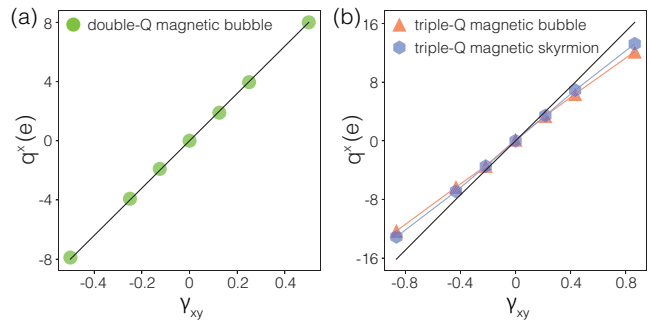 (a)
double-Q magnetic bubble
8
4
0
-4
-8
qˣ(e)
-0.4 -0.2 0 0.2 0.4
γxy
(b)
triple-Q magnetic bubble
triple-Q magnetic skyrmion
16
8
0
-8
-16
qˣ(e)
-0.8 -0.4 0 0.4 0.8
γxy